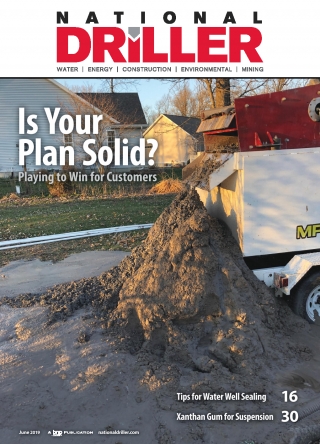 NATIONAL
DRILLER
WATER | ENERGY | CONSTRUCTION | ENVIRONMENTAL | MINING
Is Your
Plan Solid?
Playing to Win for Customers
MP
Tips for Water Well Sealing 16
Xanthan Gum for Suspension 30
June 2019 A bnp PUBLICATION nationaldriller.com